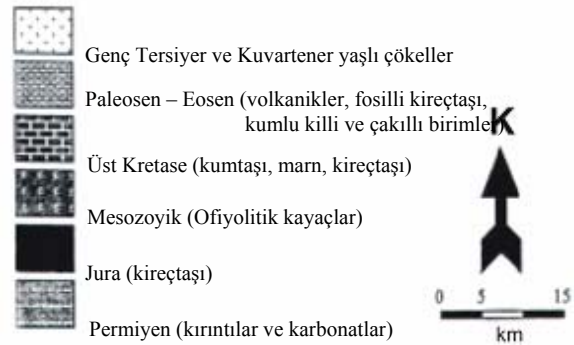 Genç Tersiyer ve Kuvartener yaşlı çökeller
Paleosen – Eosen (volkanikler, fosilli kireçtaşı,
kumlu killi ve çakıllı birimler)
K
Üst Kretase (kumtaşı, marn, kireçtaşı)
Mesozoyik (Ofiyolitik kayaçlar)
Jura (kireçtaşı)
Permiyen (kırıntılar ve karbonatlar)
0 5 15
km